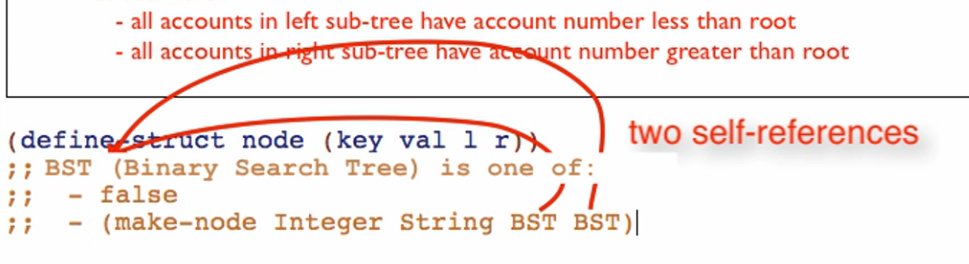 - all accounts in left sub-tree have account number less than root
- all accounts in right sub-tree have account number greater than root
(define-struct node (key val l r))
two self-references
;; BST (Binary Search Tree) is one of:
;;  - false
;;  - (make-node Integer String BST BST)